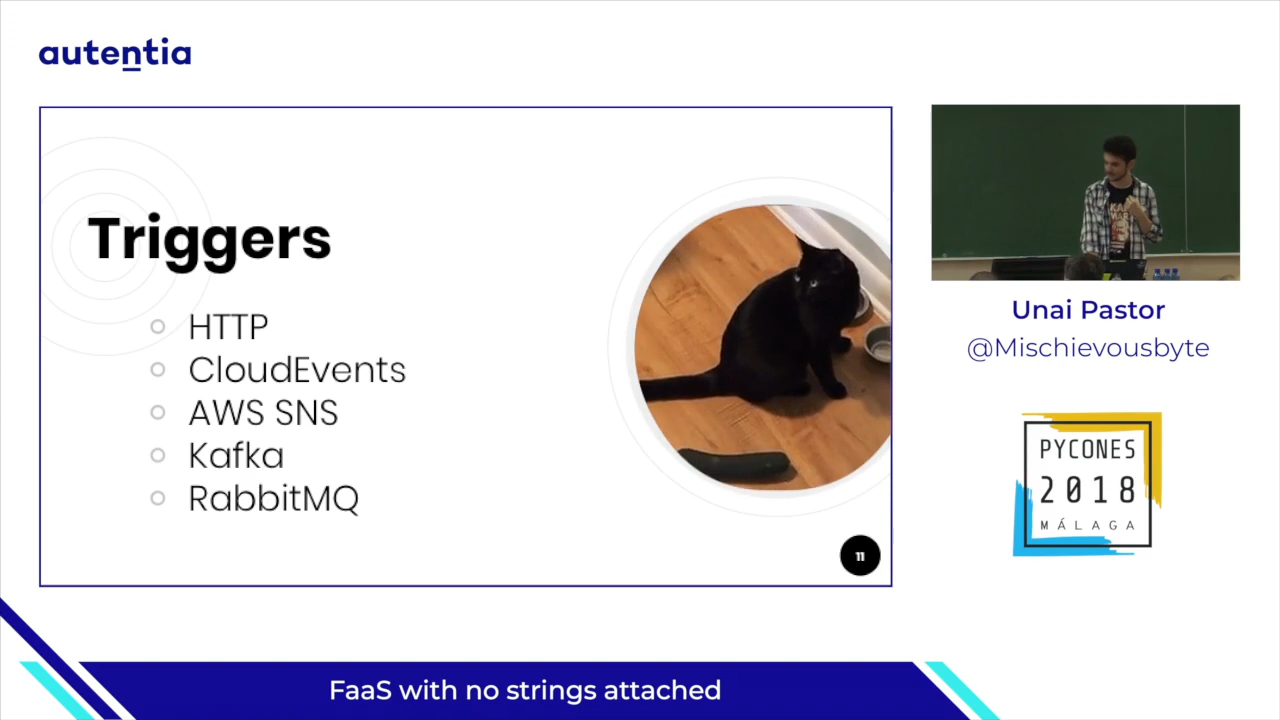 autentia
Triggers
HTTP
CloudEvents
AWS SNS
Kafka
RabbitMQ
11
Unai Pastor
@Mischievousbyte
PYCONES
2018
MÁLAGA
FaaS with no strings attached